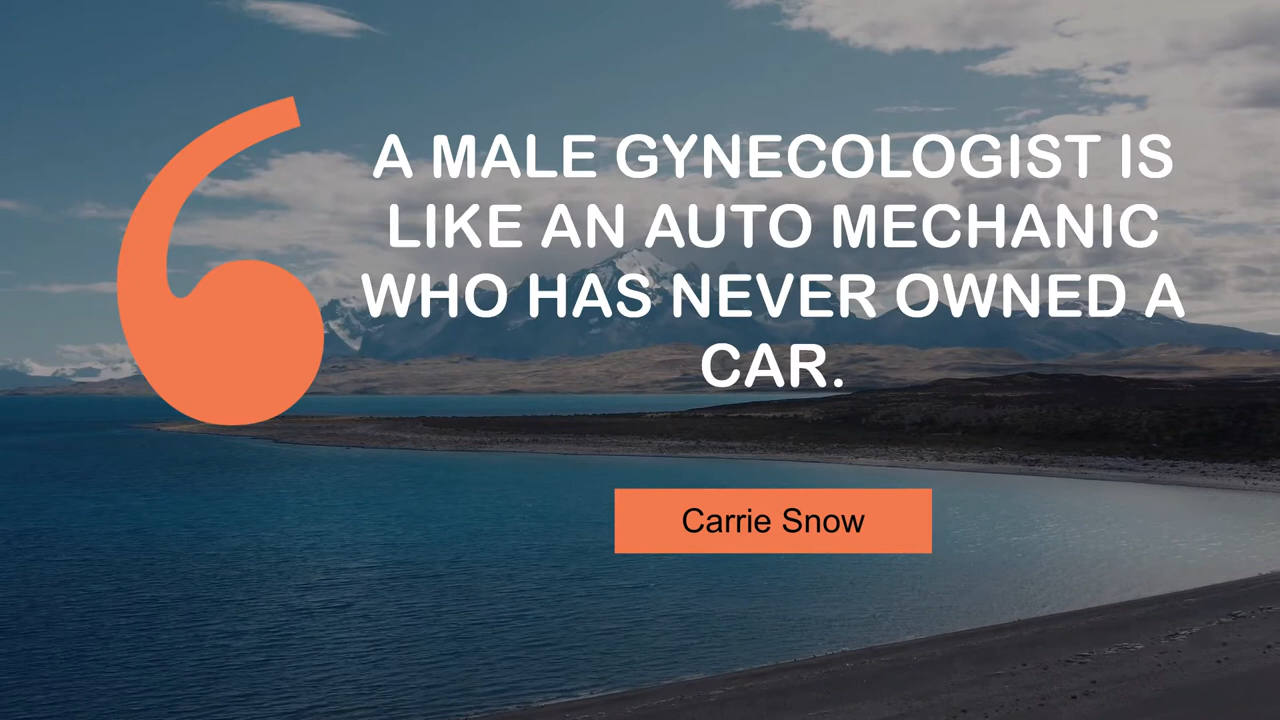 A MALE GYNECOLOGIST IS
LIKE AN AUTO MECHANIC
WHO HAS NEVER OWNED A
CAR.
Carrie Snow